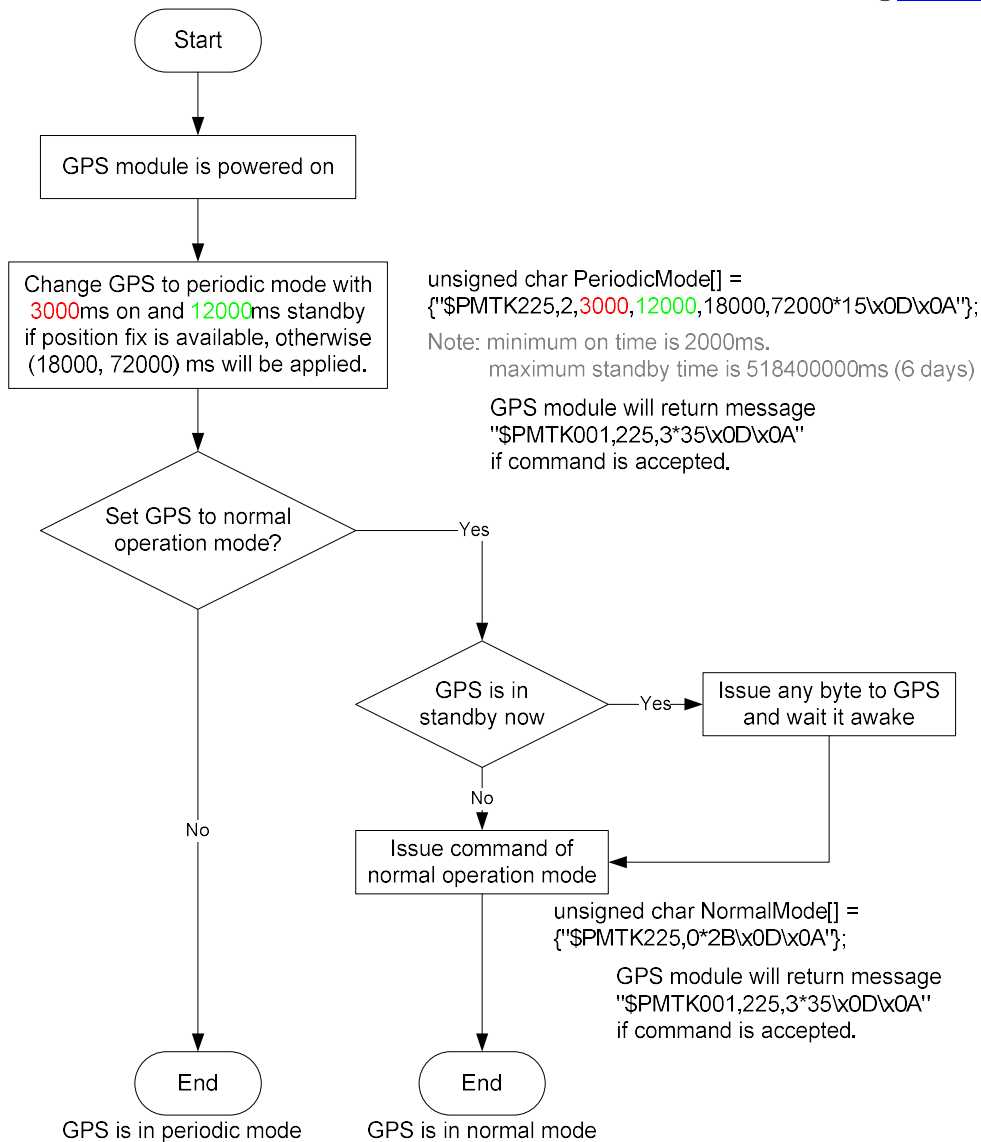 Start
GPS module is powered on
Change GPS to periodic mode with
3000ms on and 12000ms standby
if position fix is available, otherwise
(18000, 72000) ms will be applied.
unsigned char PeriodicMode[] =
{"$PMTK225,2,3000,12000,18000,72000*15\x0D\x0A"};
Note: minimum on time is 2000ms.
maximum standby time is 518400000ms (6 days)
GPS module will return message
"$PMTK001,225,3*35\x0D\x0A"
if command is accepted.
Set GPS to normal
operation mode?
Yes
GPS is in
standby now
Yes
Issue any byte to GPS
and wait it awake
No
No
Issue command of
normal operation mode
unsigned char NormalMode[] =
{"$PMTK225,0*2B\x0D\x0A"};
GPS module will return message
"$PMTK001,225,3*35\x0D\x0A"
if command is accepted.
End
End
GPS is in periodic mode
GPS is in normal mode